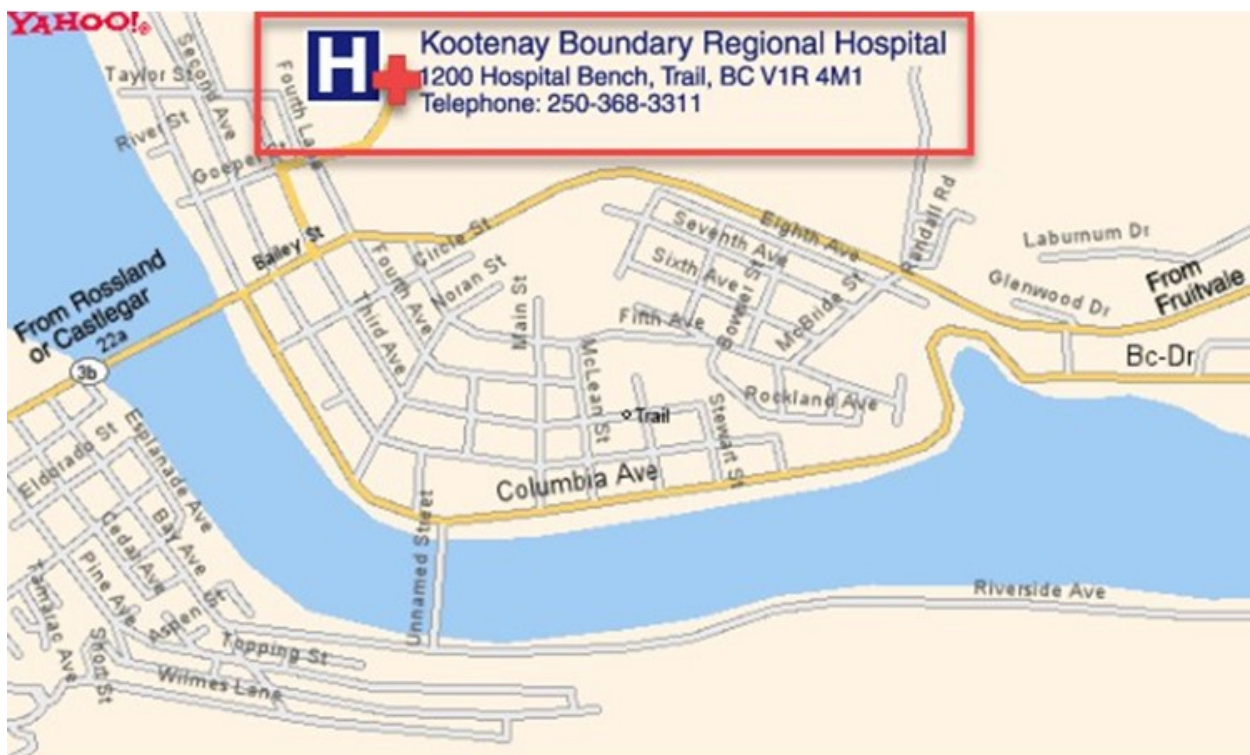 YAHOO!
Kootenay Boundary Regional Hospital
H
1200 Hospital Bench, Trail, BC V1R 4M1
Telephone: 250-368-3311
Taylor St
Second Ave
Fourth Lane
River St
Goeper St
Bailey St
Circle St
Fourth Ave
Noran St
Third Ave
Main St
McLean St
Fifth Ave
Sixth Ave
Seventh Ave
Eighth Ave
Bower St
McBride St
Randall Rd
Laburnum Dr
Glenwood Dr
From
Fruitvale
Bc-Dr
From Rossland
or Castlegar
22a
3b
Rockland Ave
Trail
Stewart St
Columbia Ave
Esplanade Ave
Eldorado St
Bay Ave
Cedar Ave
Pine Ave
Tamarac Ave
Aspen St
Short St
Topping St
Wilmes Lane
Unnamed Street
Riverside Ave